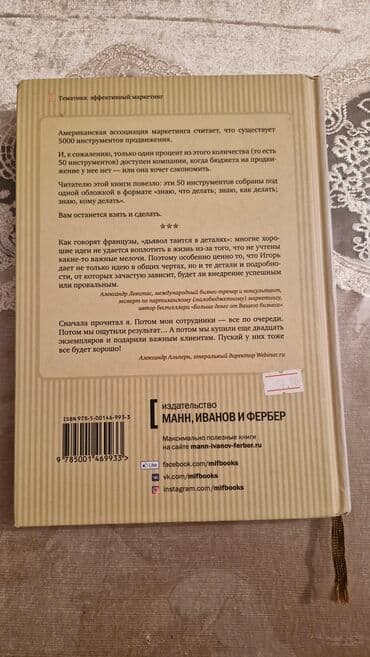 Тематика: эффективный маркетинг
Американская ассоциация маркетинга считает, что существует
5000 инструментов продвижения.
И, к сожалению, только один процент из этого количества (то есть
50 инструментов) доступен компании, когда бюджета на продви-
жение у нее нет — или она хочет сэкономить.
Читателю этой книги повезло: эти 50 инструментов собраны под
одной обложкой в формате «знаю, что делать; знаю, как делать;
знаю, кому делать».
Вам останется взять и сделать.
***
Как говорят французы, «дьявол таится в деталях»: многие хоро-
шие идеи не удается воплотить в жизнь из-за того, что не учтены
какие-то важные мелочи. Поэтому особенно ценно то, что Игорь
дает не только идею в общих чертах, но и те детали и подробно-
сти, от которых зачастую зависит, будет ли внедрение успешным
или провальным.
Александр Левитас, международный бизнес-тренер и консультант,
эксперт по партизанскому (малобюджетному) маркетингу,
автор бестселлера «Больше денег от Вашего бизнеса»
Сначала прочитал я. Потом мои сотрудники — все по очереди.
Потом мы ощутили результат... А потом мы купили еще двадцать
экземпляров и подарили важным клиентам. Пускай у них тоже
все будет хорошо!
Александр Альперн, генеральный директор Webinar.ru
ISBN 978-5-00146-993-3
9 785001 469933
издательство
МАНН, ИВАНОВ И ФЕРБЕР
Максимально полезные книги
на сайте mann-ivanov-ferber.ru
Like
facebook.com/mifbooks
vk.com/mifbooks
instagram.com/mifbooks